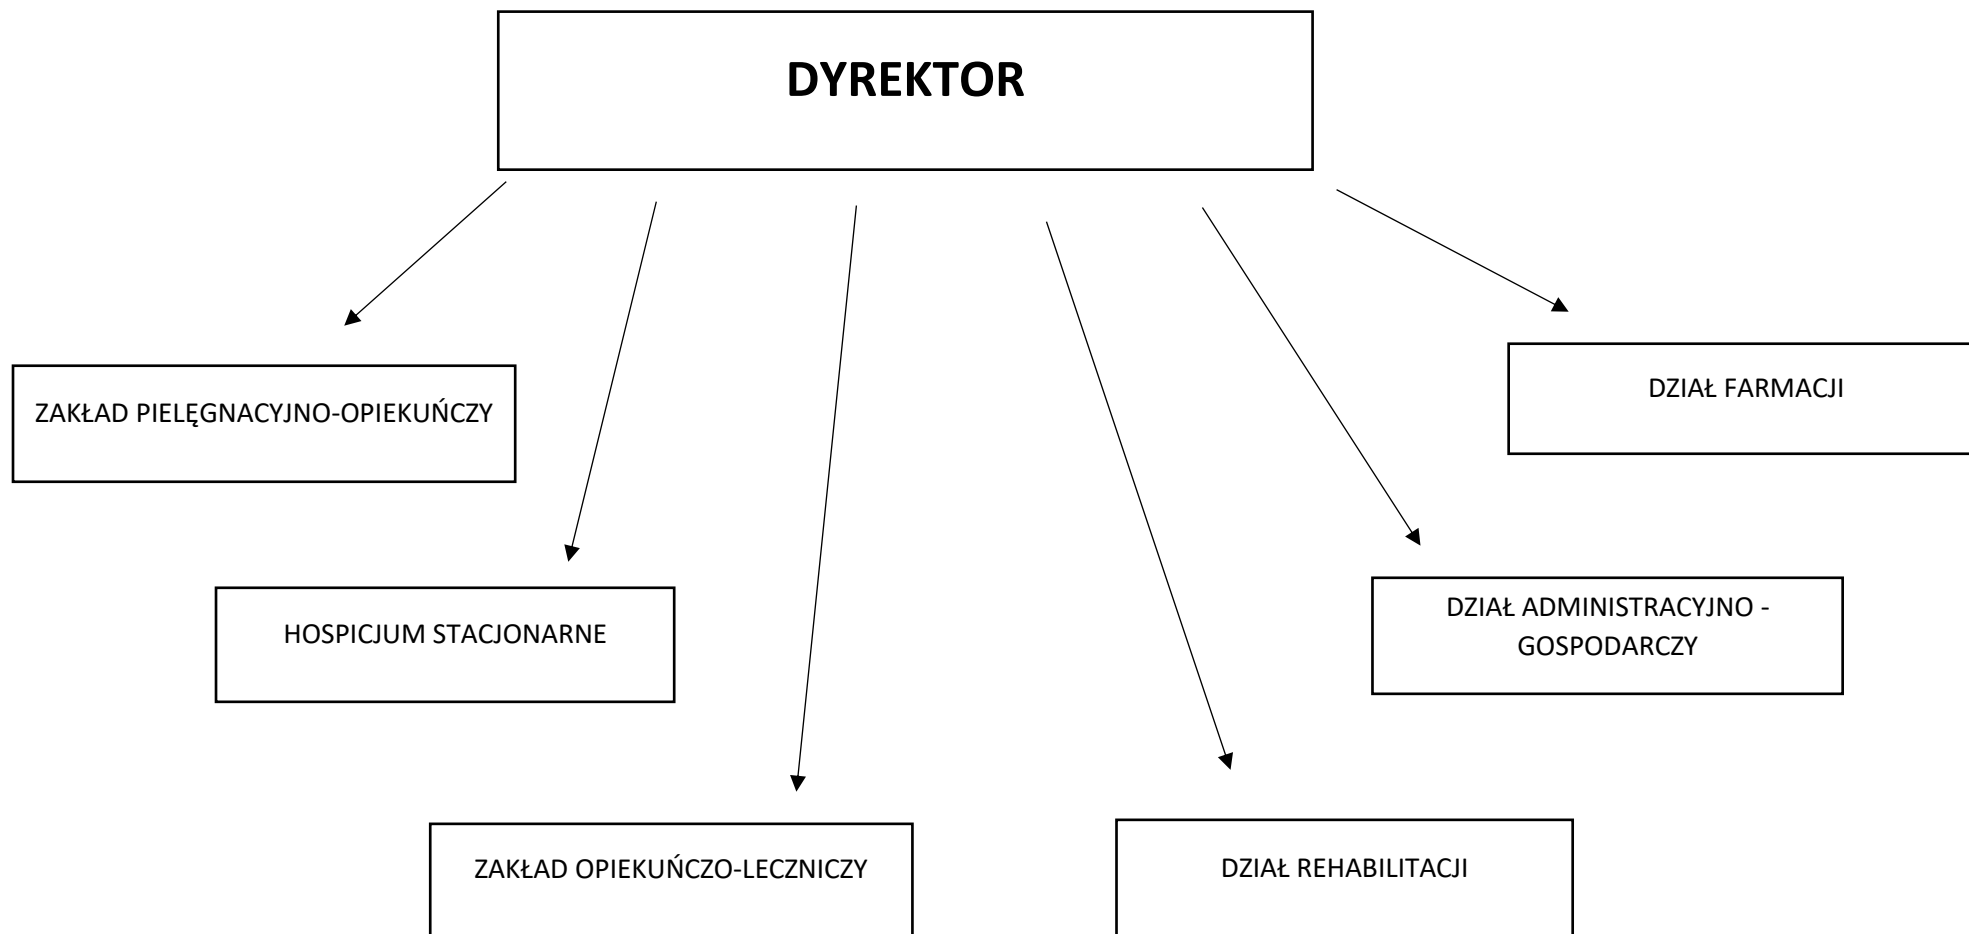 DYREKTOR
DZIAŁ FARMACJI
ZAKŁAD PIELĘGNACYJNO-OPIEKUŃCZY
DZIAŁ ADMINISTRACYJNO -
GOSPODARCZY
HOSPICJUM STACJONARNE
ZAKŁAD OPIEKUŃCZO-LECZNICZY
DZIAŁ REHABILITACJI